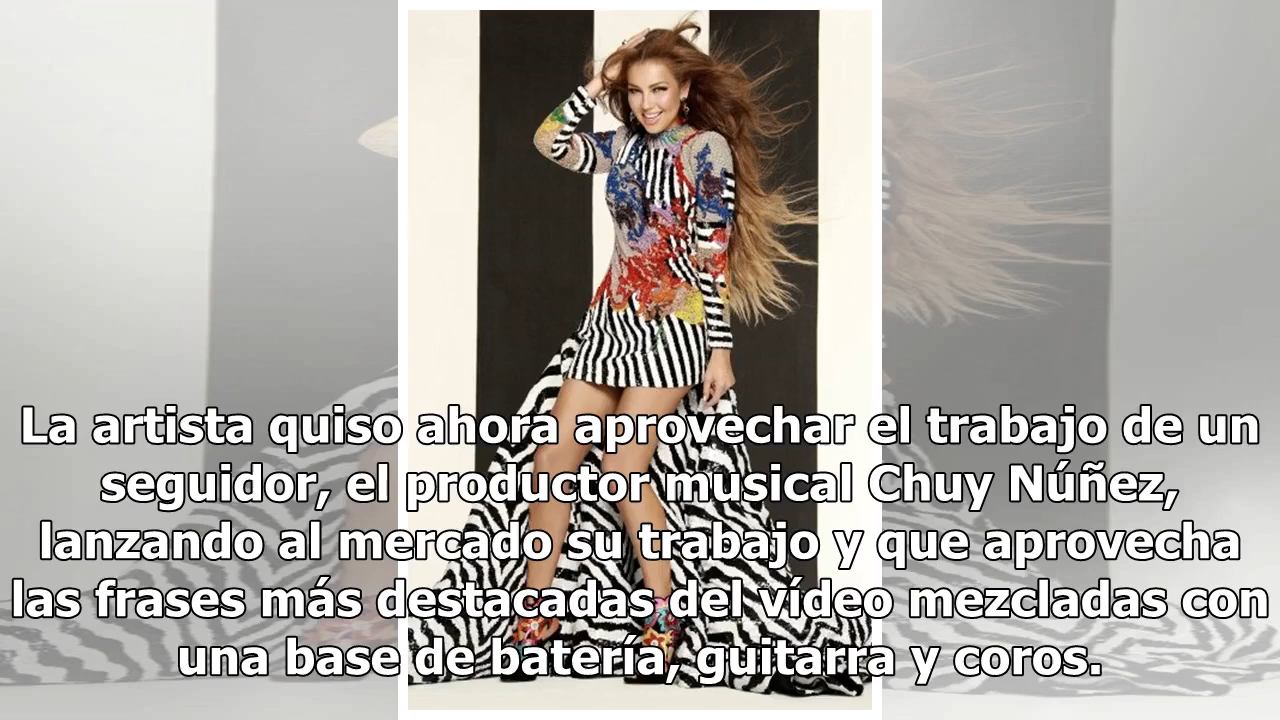 La artista quiso ahora aprovechar el trabajo de un
seguidor, el productor musical Chuy Núñez,
lanzando al mercado su trabajo y que aprovecha
las frases más destacadas del vídeo mezcladas con
una base de batería, guitarra y coros.